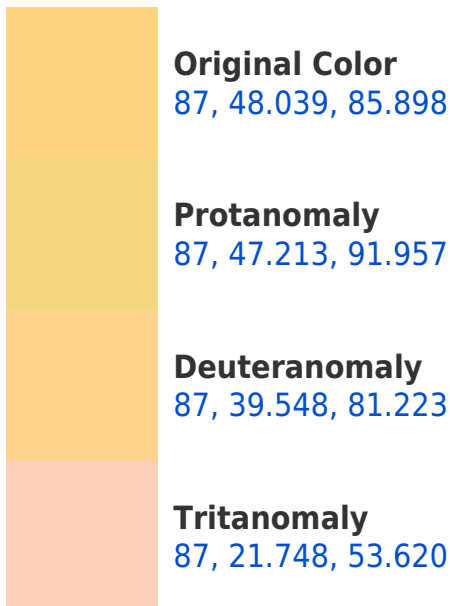 Original Color
87, 48.039, 85.898
Protanomaly
87, 47.213, 91.957
Deuteranomaly
87, 39.548, 81.223
Tritanomaly
87, 21.748, 53.620